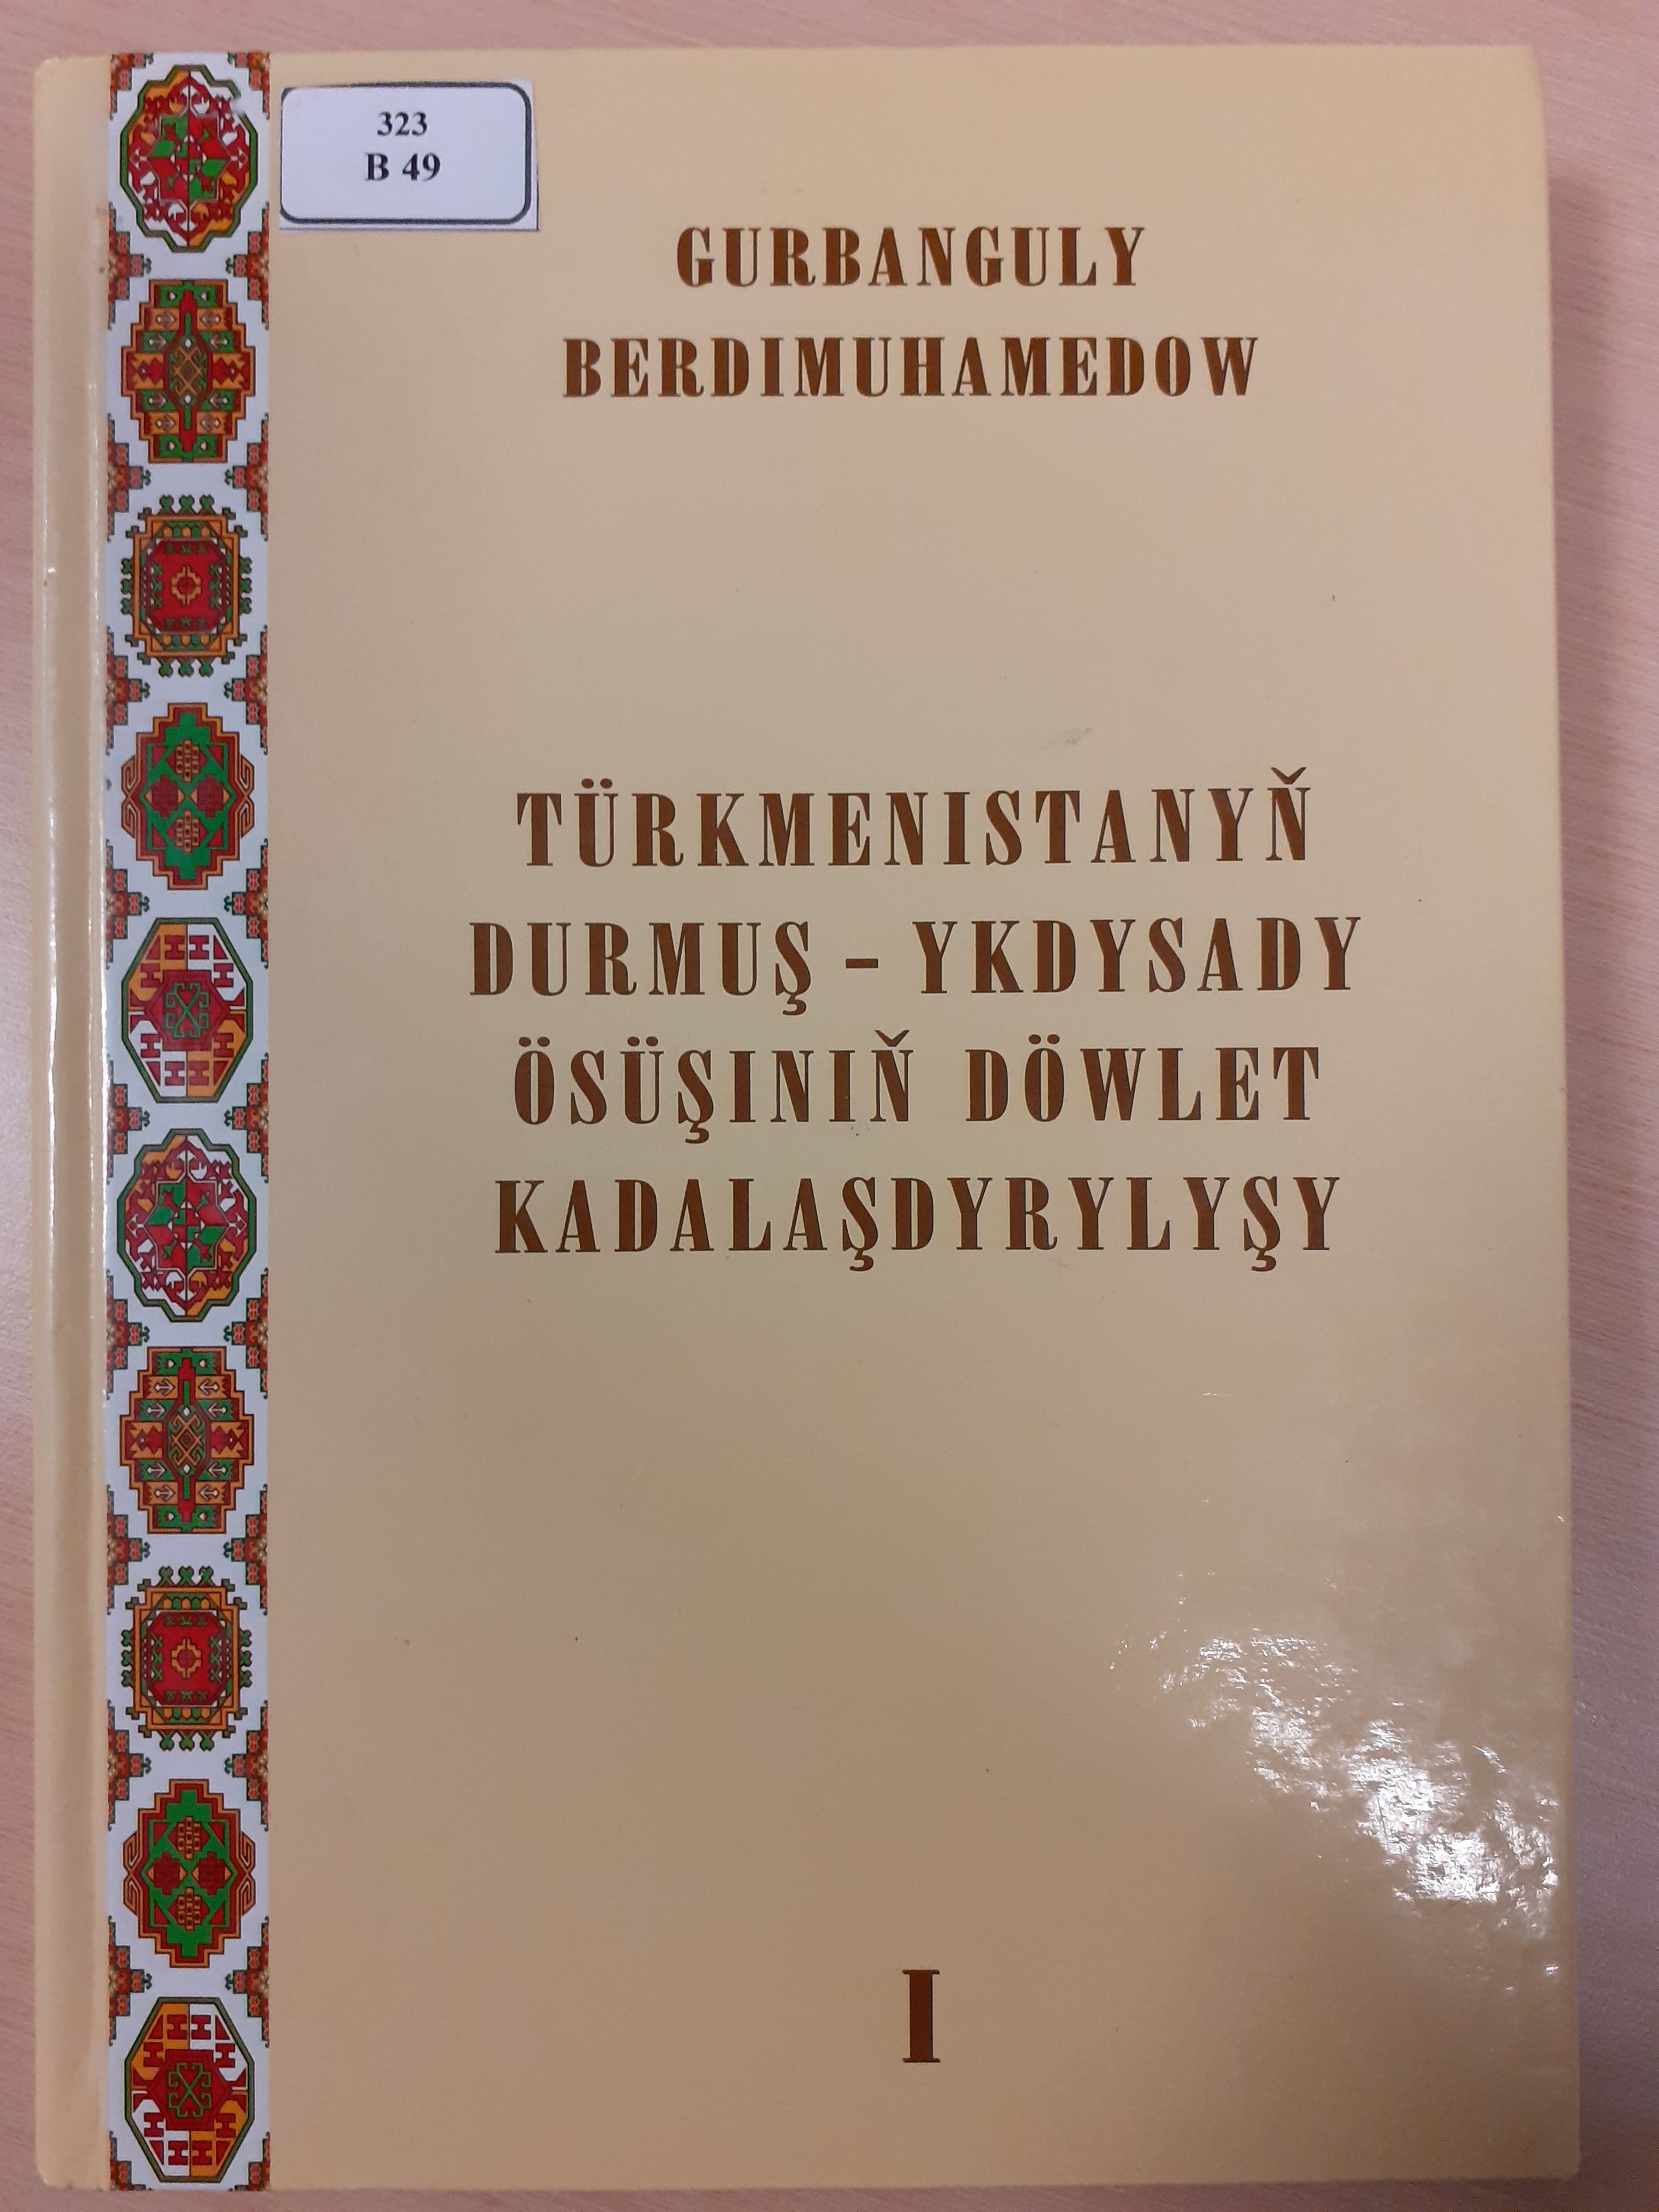 323
B 49
GURBANGULY
BERDIMUHAMEDOW
TÜRKMENISTANYŇ
DURMUŞ – YKDYSADY
ÖSÜŞINIŇ DÖWLET
KADALAŞDYRYLYŞY
I